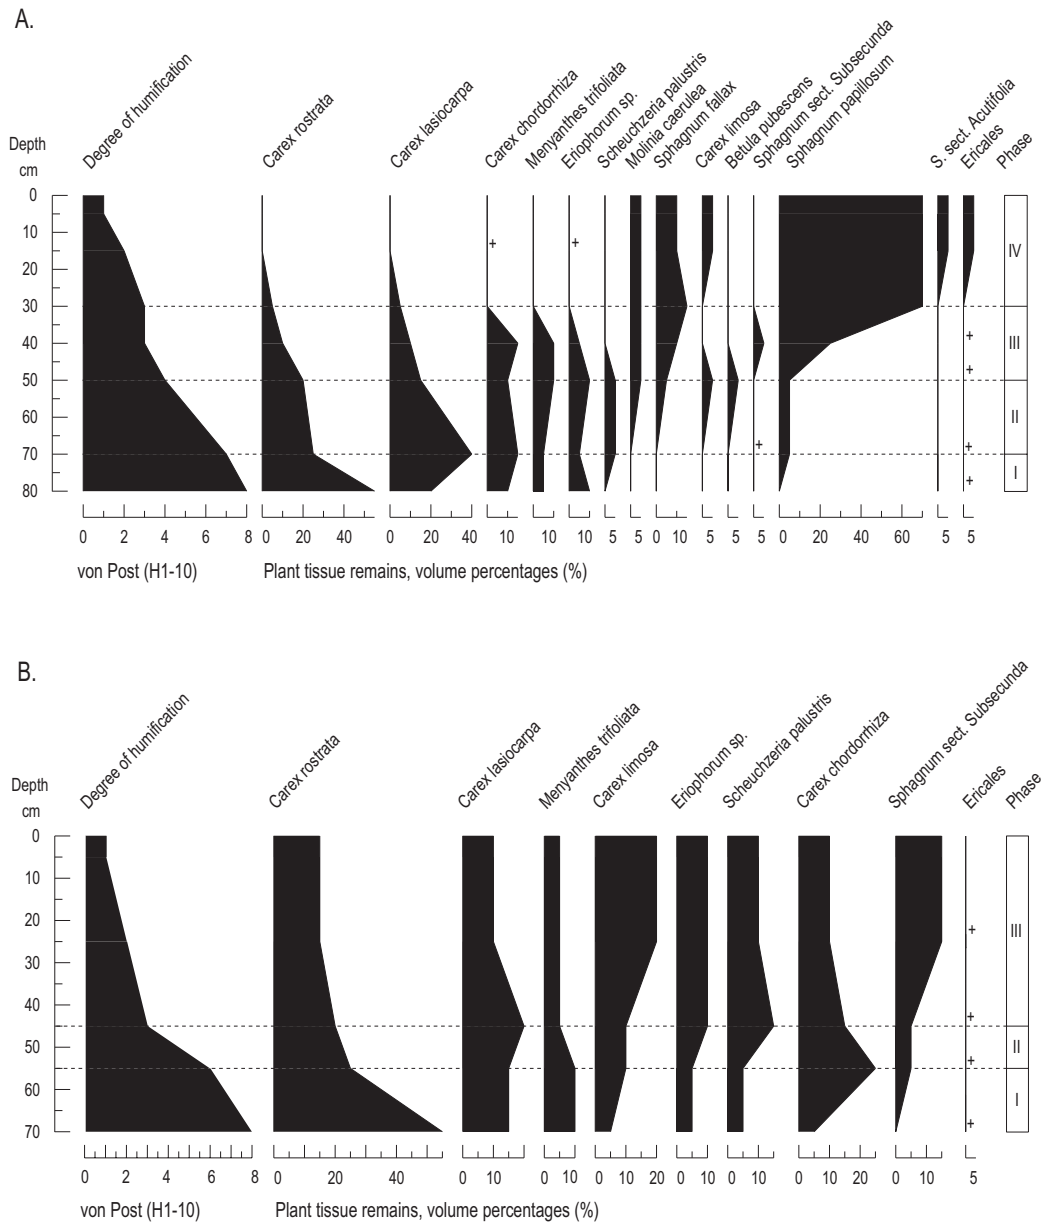 A.
Degree of humification
Carex rostrata
Carex lasiocarpa
Carex chordorrhiza
Menyanthes trifoliata
Eriophorum sp.
Scheuchzeria palustris
Molinia caerulea
Sphagnum fallax
Carex limosa
Betula pubescens
Sphagnum sect. Subsecunda
Sphagnum papillosum
S. sect. Acutifolia
Ericales
Phase
Depth
cm
0
10
20
30
40
50
60
70
80
+ +
+
+
+ +
+
IV
III
II
I
0 2 4 6 8 0 20 40 0 20 40 10 10 10 5 5 0 10 5 5 5 0 20 40 60 5 5
von Post (H1-10) Plant tissue remains, volume percentages (%)
B.
Degree of humification
Carex rostrata
Carex lasiocarpa
Menyanthes trifoliata
Carex limosa
Eriophorum sp.
Scheuchzeria palustris
Carex chordorrhiza
Sphagnum sect. Subsecunda
Ericales
Phase
Depth
cm
0
10
20
30
40
50
60
70
+
+
+
+
III
II
I
0 2 4 6 8 0 20 40 0 10 0 10 0 10 20 0 10 0 10 0 10 20 0 10 5
von Post (H1-10) Plant tissue remains, volume percentages (%)